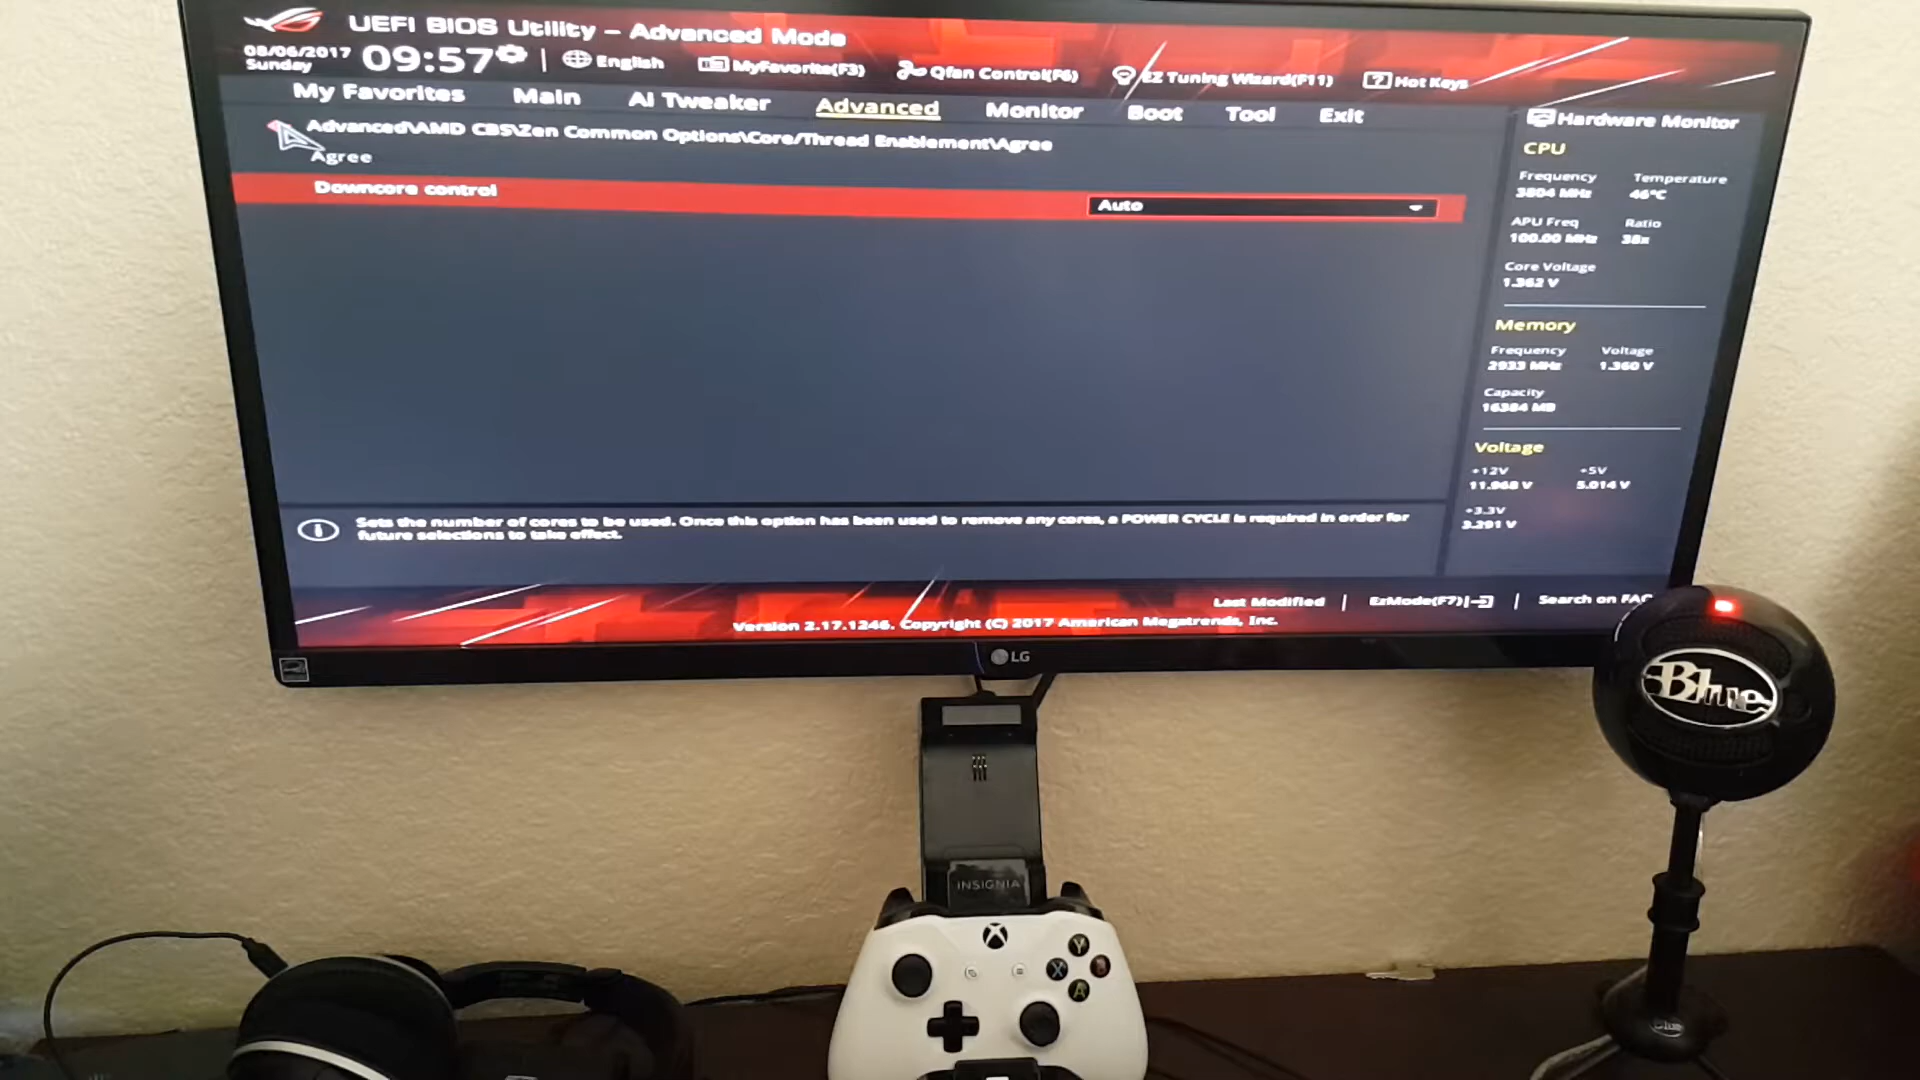 UEFI BIOS Utility – Advanced Mode
08/06/2017
Sunday
09:57
English
MyFavorite(F3)
Qfan Control(F6)
EZ Tuning Wizard(F11)
? Hot Keys
My Favorites
Main
Ai Tweaker
Advanced
Monitor
Boot
Tool
Exit
Advanced\AMD CBS\Zen Common Options\Core/Thread Enablement\Agree
Agree
Downcore control
Auto
Hardware Monitor
CPU
Frequency Temperature
3804 MHz 46°C
APU Freq Ratio
100.00 MHz 38x
Core Voltage
1.362 V
Memory
Frequency Voltage
2933 MHz 1.360 V
Capacity
16384 MB
Voltage
+12V +5V
11.968 V 5.014 V
+3.3V
3.291 V
Sets the number of cores to be used. Once this option has been used to remove any cores, a POWER CYCLE is required in order for
future selections to take effect.
Last Modified
EzMode(F7)
Search on FAQ
Version 2.17.1246. Copyright (C) 2017 American Megatrends, Inc.
LG
Blue
INSIGNIA
Y
X
B
A
Blue